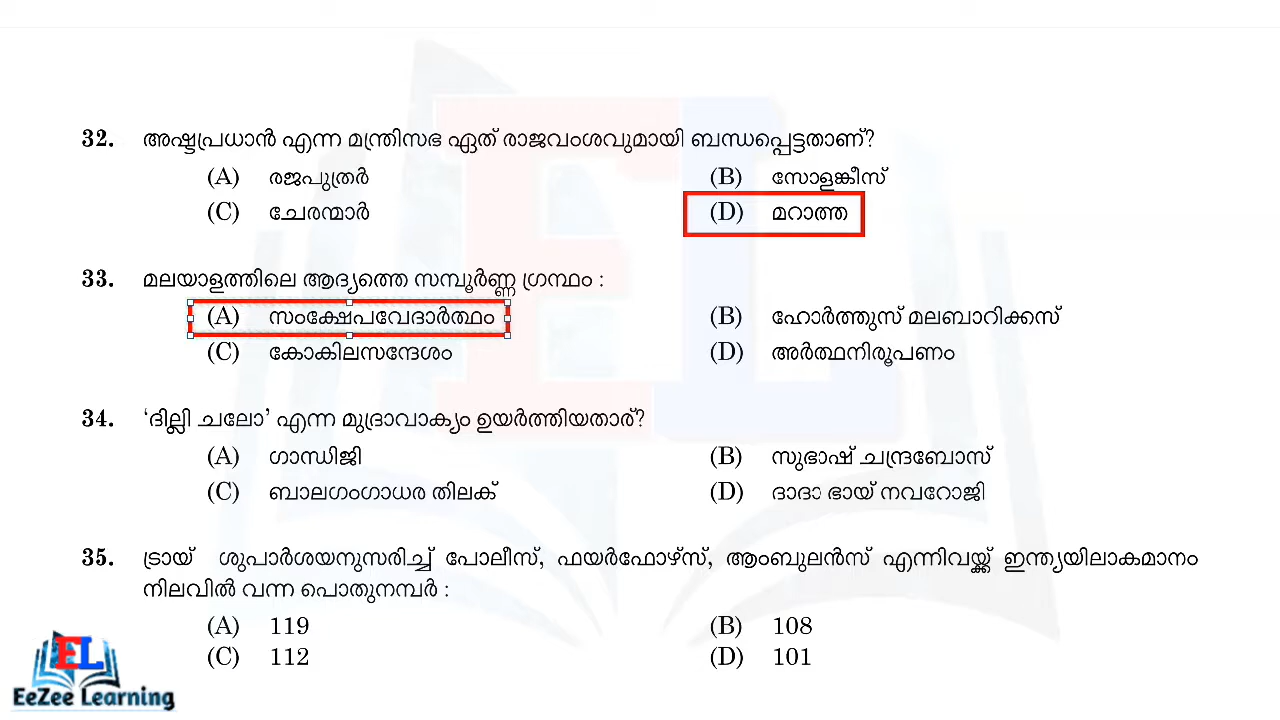 32. അഷ്ടപ്രധാൻ എന്ന മന്ത്രിസഭ ഏത് രാജവംശവുമായി ബന്ധപ്പെട്ടതാണ്?
(A) രജപുത്രർ (B) സോളങ്കീസ്
(C) ചേരന്മാർ (D) മറാത്ത
33. മലയാളത്തിലെ ആദ്യത്തെ സമ്പൂർണ്ണ ഗ്രന്ഥം :
(A) സംക്ഷേപവേദാർത്ഥം (B) ഹോർത്തുസ് മലബാറിക്കസ്
(C) കോകിലസന്ദേശം (D) അർത്ഥനിരൂപണം
34. ‘ദില്ലി ചലോ’ എന്ന മുദ്രാവാക്യം ഉയർത്തിയതാര്?
(A) ഗാന്ധിജി (B) സുഭാഷ് ചന്ദ്രബോസ്
(C) ബാലഗംഗാധര തിലക് (D) ദാദാ ഭായ് നവറോജി
35. ട്രായ് ശുപാർശയനുസരിച്ച് പോലീസ്, ഫയർഫോഴ്സ്, ആംബുലൻസ് എന്നിവയ്ക്ക് ഇന്ത്യയിലാകമാനം
നിലവിൽ വന്ന പൊതുനമ്പർ :
(A) 119 (B) 108
(C) 112 (D) 101
EL
EeZee Learning